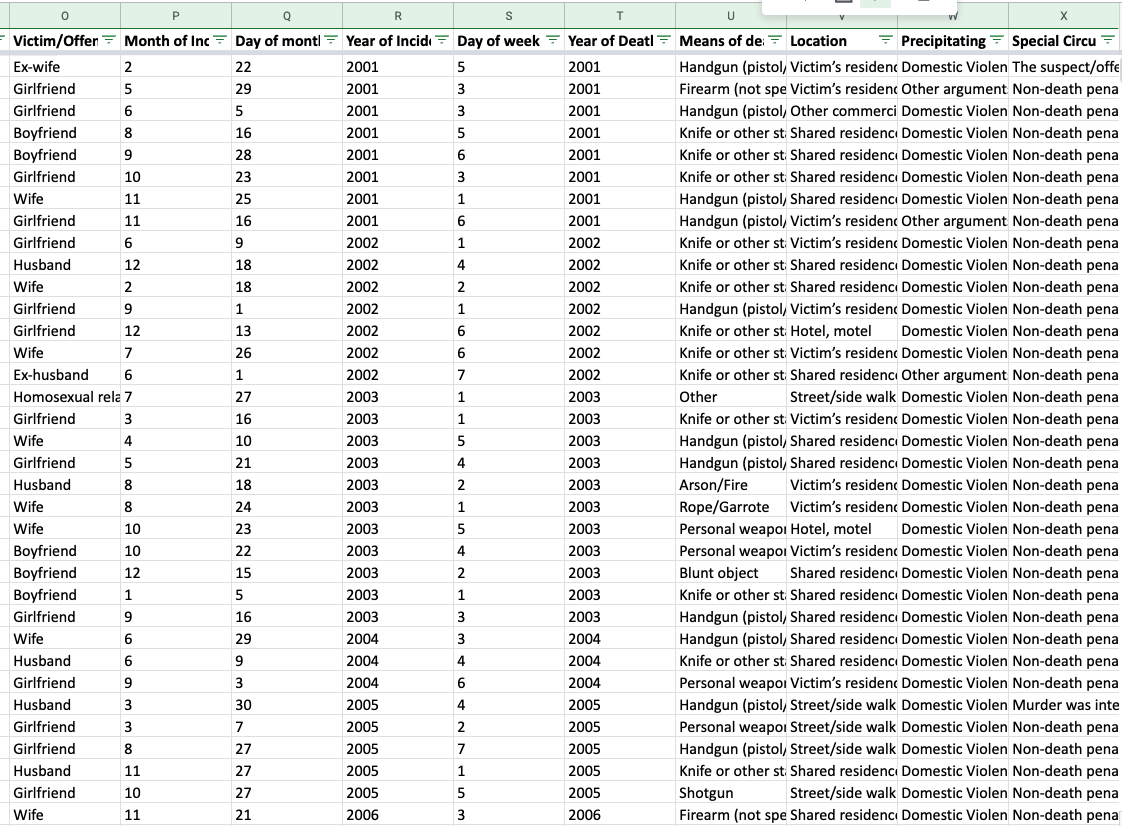 O P Q R S T U V W X
Victim/Offen Month of Inc Day of mont Year of Incide Day of week Year of Deatl Means of dea Location Precipitating Special Circu
Ex-wife 2 22 2001 5 2001 Handgun (pistol/ Victim's residenc Domestic Violen The suspect/offe
Girlfriend 5 29 2001 3 2001 Firearm (not spe Victim's residenc Other argument Non-death pena
Girlfriend 6 5 2001 3 2001 Handgun (pistol/ Other commerci Domestic Violen Non-death pena
Boyfriend 8 16 2001 5 2001 Knife or other sta Shared residenc Domestic Violen Non-death pena
Boyfriend 9 28 2001 6 2001 Knife or other sta Shared residenc Domestic Violen Non-death pena
Girlfriend 10 23 2001 3 2001 Knife or other sta Shared residenc Domestic Violen Non-death pena
Wife 11 25 2001 1 2001 Handgun (pistol/ Shared residenc Domestic Violen Non-death pena
Girlfriend 11 16 2001 6 2001 Handgun (pistol/ Victim's residenc Other argument Non-death pena
Girlfriend 6 9 2002 1 2002 Knife or other sta Victim's residenc Domestic Violen Non-death pena
Husband 12 18 2002 4 2002 Knife or other sta Shared residenc Domestic Violen Non-death pena
Wife 2 18 2002 2 2002 Knife or other sta Shared residenc Domestic Violen Non-death pena
Girlfriend 9 1 2002 1 2002 Handgun (pistol/ Victim's residenc Domestic Violen Non-death pena
Girlfriend 12 13 2002 6 2002 Knife or other sta Hotel, motel Domestic Violen Non-death pena
Wife 7 26 2002 6 2002 Knife or other sta Victim's residenc Domestic Violen Non-death pena
Ex-husband 6 1 2002 7 2002 Knife or other sta Shared residenc Other argument Non-death pena
Homosexual rela 7 27 2003 1 2003 Other Street/side walk Domestic Violen Non-death pena
Girlfriend 3 16 2003 1 2003 Knife or other sta Victim's residenc Domestic Violen Non-death pena
Wife 4 10 2003 5 2003 Handgun (pistol/ Shared residenc Domestic Violen Non-death pena
Girlfriend 5 21 2003 4 2003 Handgun (pistol/ Shared residenc Domestic Violen Non-death pena
Husband 8 18 2003 2 2003 Arson/Fire Victim's residenc Domestic Violen Non-death pena
Wife 8 24 2003 1 2003 Rope/Garrote Victim's residenc Domestic Violen Non-death pena
Wife 10 23 2003 5 2003 Personal weapon Hotel, motel Domestic Violen Non-death pena
Boyfriend 10 22 2003 4 2003 Personal weapon Victim's residenc Domestic Violen Non-death pena
Boyfriend 12 15 2003 2 2003 Blunt object Shared residenc Domestic Violen Non-death pena
Boyfriend 1 5 2003 1 2003 Knife or other sta Shared residenc Domestic Violen Non-death pena
Girlfriend 9 16 2003 3 2003 Handgun (pistol/ Shared residenc Domestic Violen Non-death pena
Wife 6 29 2004 3 2004 Handgun (pistol/ Shared residenc Domestic Violen Non-death pena
Husband 6 9 2004 4 2004 Knife or other sta Shared residenc Domestic Violen Non-death pena
Girlfriend 9 3 2004 6 2004 Personal weapon Victim's residenc Domestic Violen Non-death pena
Husband 3 30 2005 4 2005 Handgun (pistol/ Street/side walk Domestic Violen Murder was inte
Girlfriend 3 7 2005 2 2005 Personal weapon Street/side walk Domestic Violen Non-death pena
Girlfriend 8 27 2005 7 2005 Handgun (pistol/ Street/side walk Domestic Violen Non-death pena
Husband 11 27 2005 1 2005 Knife or other sta Shared residenc Domestic Violen Non-death pena
Girlfriend 10 27 2005 5 2005 Shotgun Street/side walk Domestic Violen Non-death pena
Wife 11 21 2006 3 2006 Firearm (not spe Shared residenc Domestic Violen Non-death pena